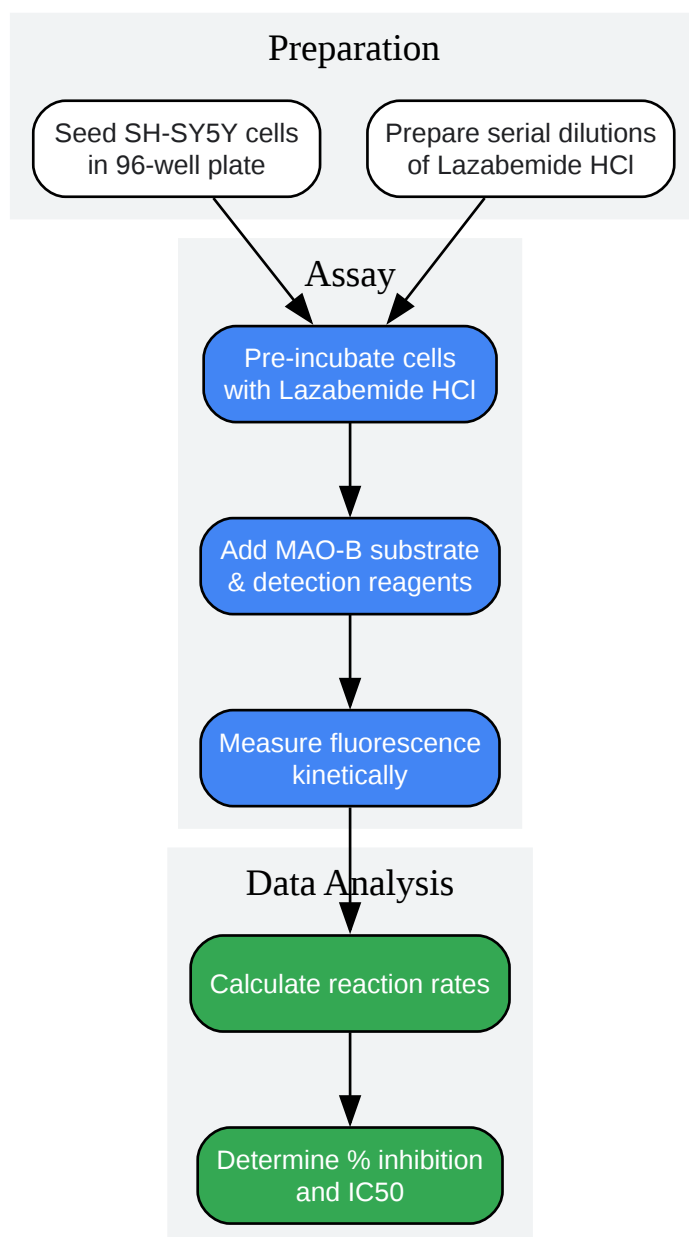 Preparation
Seed SH-SY5Y cells
in 96-well plate
Prepare serial dilutions
of Lazabemide HCl
Assay
Pre-incubate cells
with Lazabemide HCl
Add MAO-B substrate
& detection reagents
Measure fluorescence
kinetically
Data Analysis
Calculate reaction rates
Determine % inhibition
and IC50